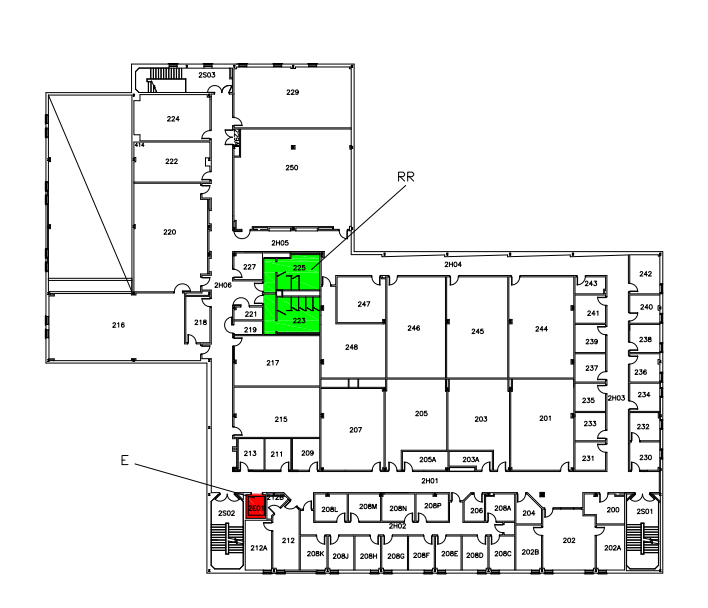 2S03
229
224
414
222
229A
250
RR
220
2H05
227
225
2H04
242
2H06
243
247
240
221
223
241
216
218
219
246
245
244
238
248
239
217
237
236
235
2H03
234
205
203
201
215
207
233
232
213
211
209
205A
203A
231
230
E
2H01
212B
2E01
2S02
208L
208M
208N
208P
206
208A
204
200
2S01
2H02
212A
212
208K
208J
208H
208G
208F
208E
208D
208C
202B
202
202A